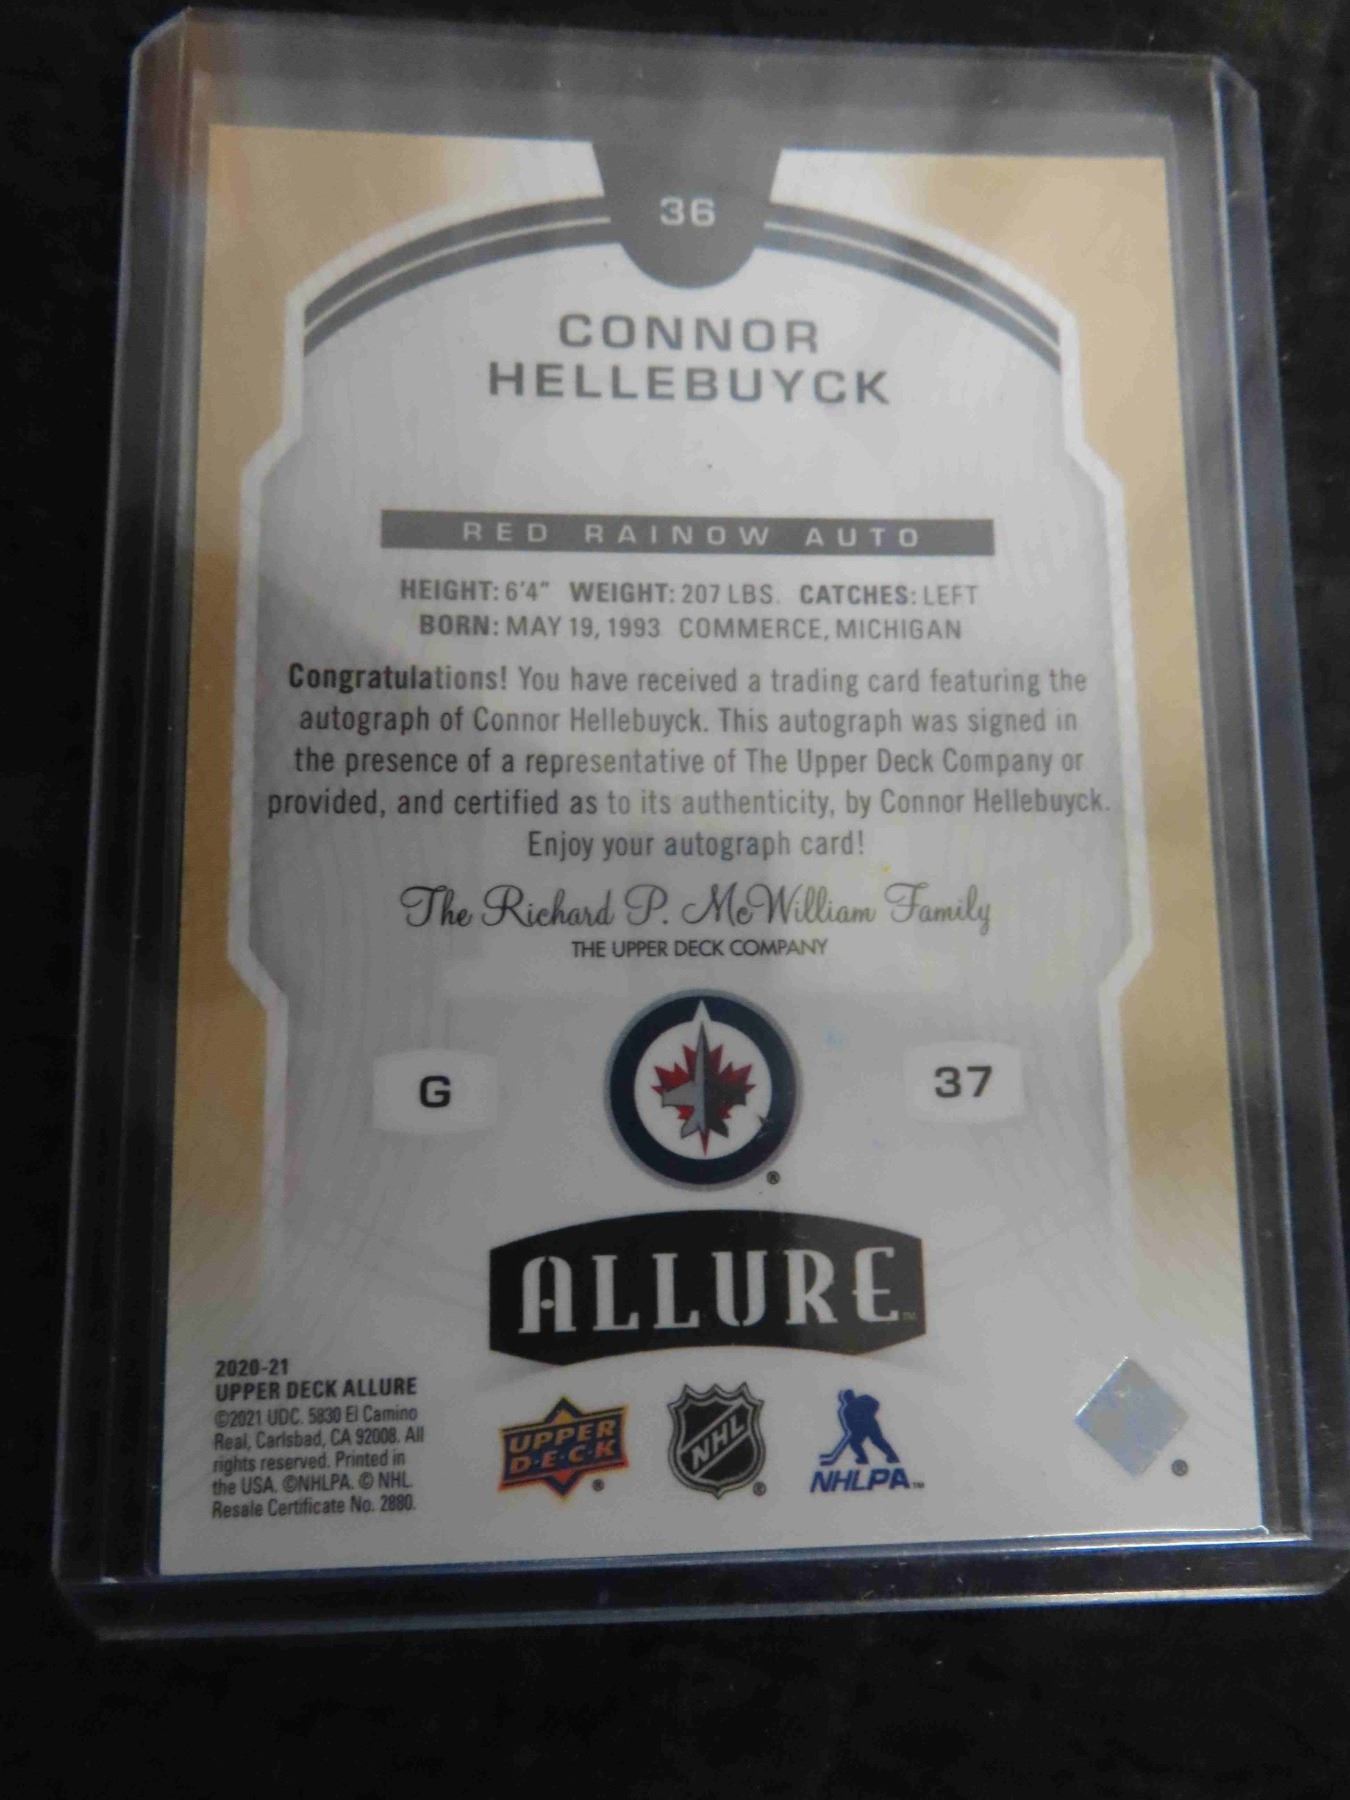 36
CONNOR
HELLEBUYCK
RED RAINOW AUTO
HEIGHT: 6'4" WEIGHT: 207 LBS. CATCHES: LEFT
BORN: MAY 19, 1993 COMMERCE, MICHIGAN
Congratulations! You have received a trading card featuring the
autograph of Connor Hellebuyck. This autograph was signed in
the presence of a representative of The Upper Deck Company or
provided, and certified as to its authenticity, by Connor Hellebuyck.
Enjoy your autograph card!
The Richard P. McWilliam Family
THE UPPER DECK COMPANY
G
37
®
ALLURE™
2020-21
UPPER DECK ALLURE
©2021 UDC. 5830 El Camino
Real, Carlsbad, CA 92008. All
rights reserved. Printed in
the USA. ©NHLPA. © NHL.
Resale Certificate No. 2880.
UPPER
D·E·C·K ®
NHL ®
NHLPA™
®